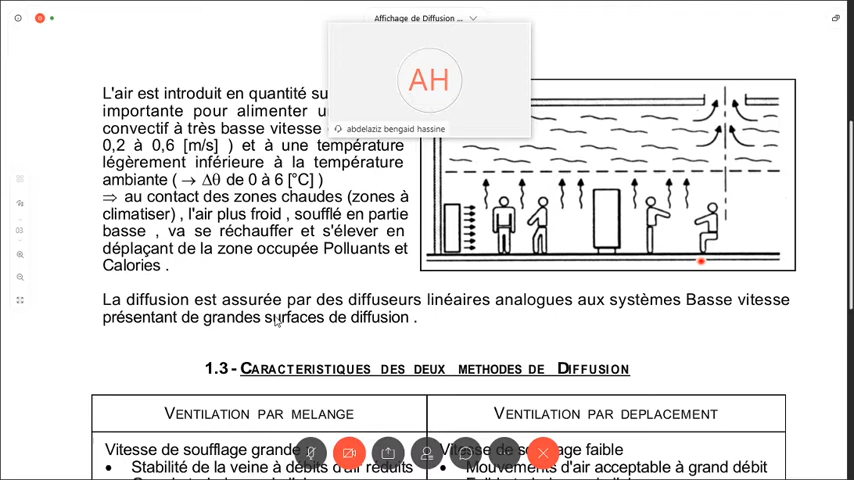 Affichage de Diffusion ...
AH
abdelaziz bengaid hassine
L'air est introduit en quantité
importante pour alimenter
convectif à très basse vitesse
0,2 à 0,6 [m/s] ) et à une température
légèrement inférieure à la température
ambiante ( → Δθ de 0 à 6 [°C] )
⇒ au contact des zones chaudes (zones à
climatiser) , l'air plus froid , soufflé en partie
basse , va se réchauffer et s'élever en
déplaçant de la zone occupée Polluants et
Calories .
La diffusion est assurée par des diffuseurs linéaires analogues aux systèmes Basse vitesse
présentant de grandes surfaces de diffusion .
1.3 - CARACTERISTIQUES DES DEUX METHODES DE DIFFUSION
VENTILATION PAR MELANGE
VENTILATION PAR DEPLACEMENT
Vitesse de soufflage grande
• Stabilité de la veine à débits d'air réduits
Vitesse de soufflage faible
• Mouvements d'air acceptable à grand débit